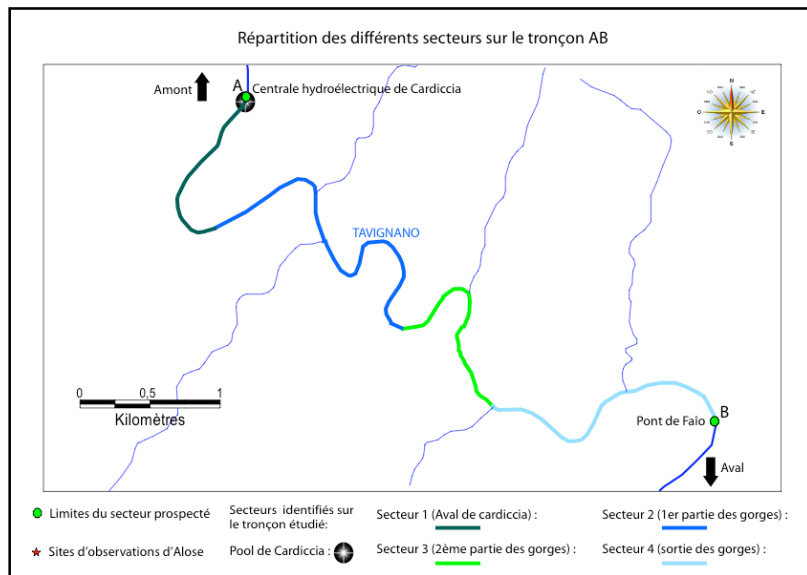 Répartition des différents secteurs sur le tronçon AB
Amont
A
Centrale hydroélectrique de Cardiccia
N
O
E
S
TAVIGNANO
0
0,5
1
Kilomètres
Pont de Faïo
B
Aval
Limites du secteur prospecté
Sites d'observations d'Alose
Secteurs identifiés sur
le tronçon étudié:
Pool de Cardiccia :
Secteur 1 (Aval de cardiccia) :
Secteur 2 (1er partie des gorges) :
Secteur 3 (2ème partie des gorges) :
Secteur 4 (sortie des gorges) :